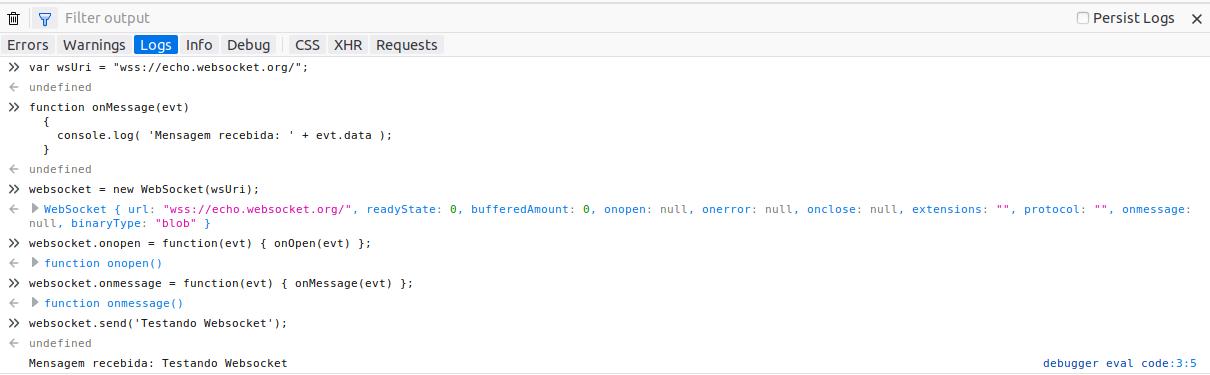 Filter output Persist Logs
Errors Warnings Logs Info Debug CSS XHR Requests
var wsUri = "wss://echo.websocket.org/";
undefined
function onMessage(evt)
{
console.log( 'Mensagem recebida: ' + evt.data );
}
undefined
websocket = new WebSocket(wsUri);
WebSocket { url: "wss://echo.websocket.org/", readyState: 0, bufferedAmount: 0, onopen: null, onerror: null, onclose: null, extensions: "", protocol: "", onmessage:
null, binaryType: "blob" }
websocket.onopen = function(evt) { onOpen(evt) };
function onopen()
websocket.onmessage = function(evt) { onMessage(evt) };
function onmessage()
websocket.send('Testando Websocket');
undefined
Mensagem recebida: Testando Websocket debugger eval code:3:5